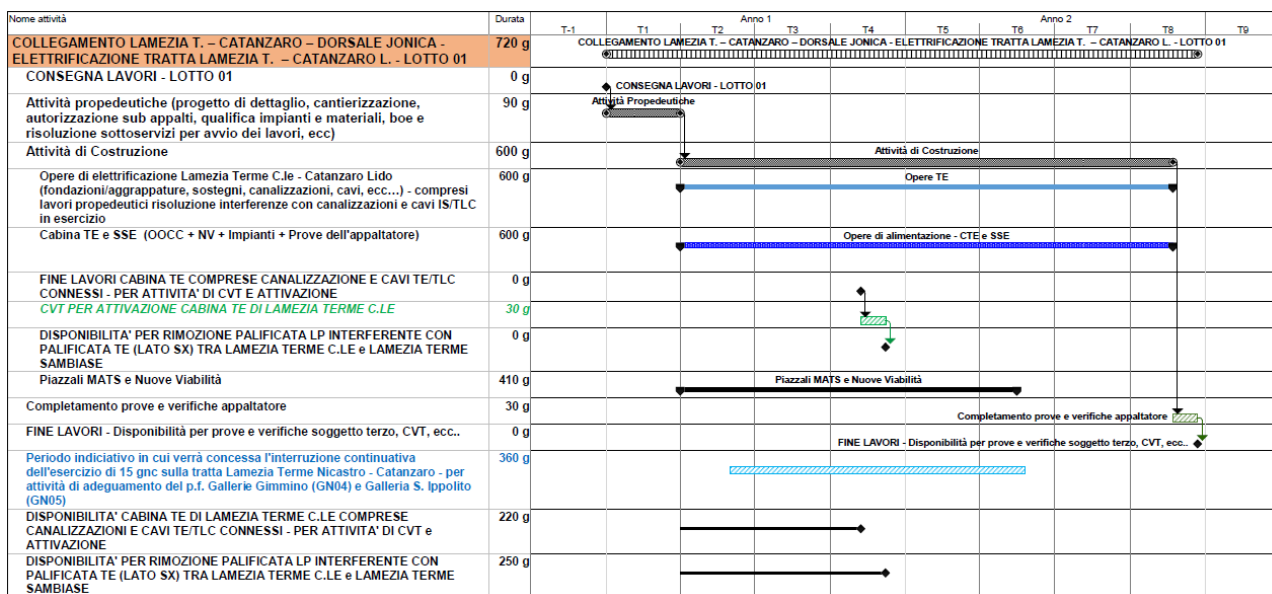 Nome attività Durata Anno 1 Anno 2
T-1 T1 T2 T3 T4 T5 T6 T7 T8 T9
COLLEGAMENTO LAMEZIA T. – CATANZARO – DORSALE JONICA - 720 g
ELETTRIFICAZIONE TRATTA LAMEZIA T. – CATANZARO L. - LOTTO 01
COLLEGAMENTO LAMEZIA T. – CATANZARO – DORSALE JONICA - ELETTRIFICAZIONE TRATTA LAMEZIA T. – CATANZARO L. - LOTTO 01
CONSEGNA LAVORI - LOTTO 01 0 g
CONSEGNA LAVORI - LOTTO 01
Attività propedeutiche (progetto di dettaglio, cantierizzazione, 90 g
autorizzazione sub appalti, qualifica impianti e materiali, boe e
risoluzione sottoservizi per avvio dei lavori, ecc)
Attività Propedeutiche
Attività di Costruzione 600 g
Attività di Costruzione
Opere di elettrificazione Lamezia Terme C.le - Catanzaro Lido 600 g
(fondazioni/aggrappature, sostegni, canalizzazioni, cavi, ecc...) - compresi
lavori propedeutici risoluzione interferenze con canalizzazioni e cavi IS/TLC
in esercizio
Opere TE
Cabina TE e SSE (OOCC + NV + Impianti + Prove dell'appaltatore) 600 g
Opere di alimentazione - CTE e SSE
FINE LAVORI CABINA TE COMPRESE CANALIZZAZIONE E CAVI TE/TLC 0 g
CONNESSI - PER ATTIVITA' DI CVT E ATTIVAZIONE
CVT PER ATTIVAZIONE CABINA TE DI LAMEZIA TERME C.LE 30 g
DISPONIBILITA' PER RIMOZIONE PALIFICATA LP INTERFERENTE CON 0 g
PALIFICATA TE (LATO SX) TRA LAMEZIA TERME C.LE e LAMEZIA TERME
SAMBIASE
Piazzali MATS e Nuove Viabilità 410 g
Piazzali MATS e Nuove Viabilità
Completamento prove e verifiche appaltatore 30 g
Completamento prove e verifiche appaltatore
FINE LAVORI - Disponibilità per prove e verifiche soggetto terzo, CVT, ecc.. 0 g
FINE LAVORI - Disponibilità per prove e verifiche soggetto terzo, CVT, ecc..
Periodo indicativo in cui verrà concessa l'interruzione continuativa 360 g
dell'esercizio di 15 gnc sulla tratta Lamezia Terme Nicastro - Catanzaro - per
attività di adeguamento del p.f. Gallerie Gimmino (GN04) e Galleria S. Ippolito
(GN05)
DISPONIBILITA' CABINA TE DI LAMEZIA TERME C.LE COMPRESE 220 g
CANALIZZAZIONI E CAVI TE/TLC CONNESSI - PER ATTIVITA' DI CVT e
ATTIVAZIONE
DISPONIBILITA' PER RIMOZIONE PALIFICATA LP INTERFERENTE CON 250 g
PALIFICATA TE (LATO SX) TRA LAMEZIA TERME C.LE e LAMEZIA TERME
SAMBIASE